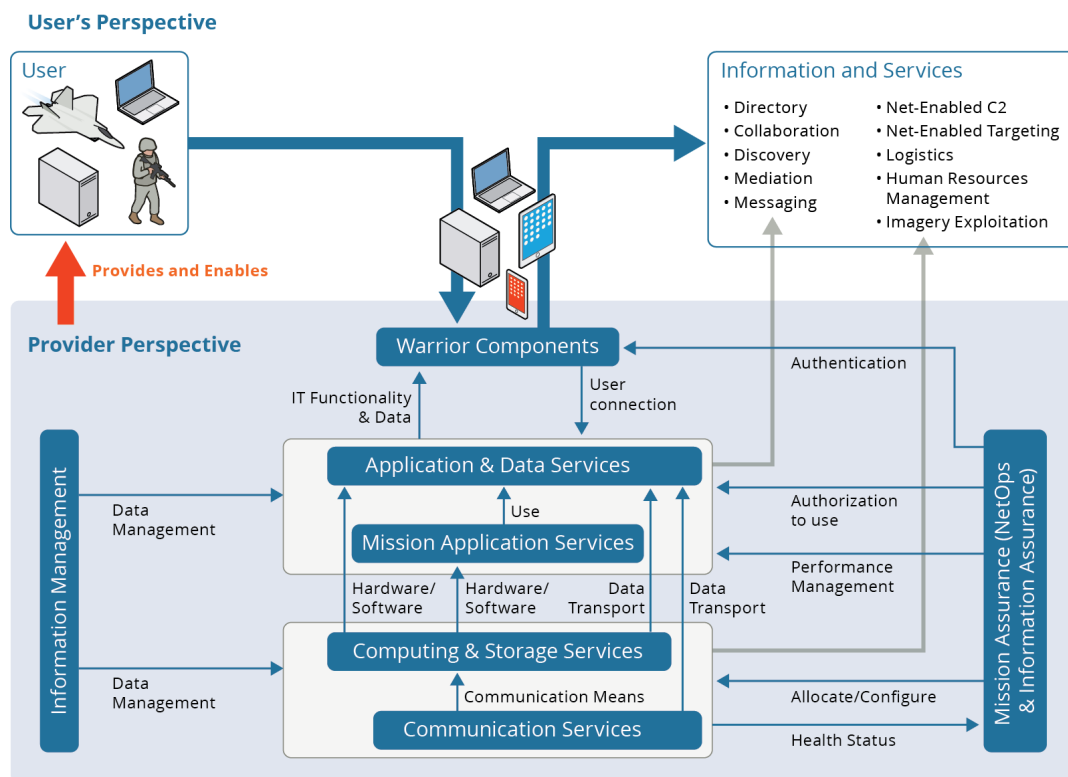 User's Perspective
User
Information and Services
• Directory
• Collaboration
• Discovery
• Mediation
• Messaging
• Net-Enabled C2
• Net-Enabled Targeting
• Logistics
• Human Resources
Management
• Imagery Exploitation
Provides and Enables
Provider Perspective
Warrior Components
Authentication
IT Functionality
& Data
User
connection
Information Management
Application & Data Services
Data
Management
Use
Authorization
to use
Mission Application Services
Performance
Management
Hardware/
Software
Hardware/
Software
Data
Transport
Data
Transport
Mission Assurance (NetOps
& Information Assurance)
Computing & Storage Services
Data
Management
Communication Means
Allocate/Configure
Communication Services
Health Status